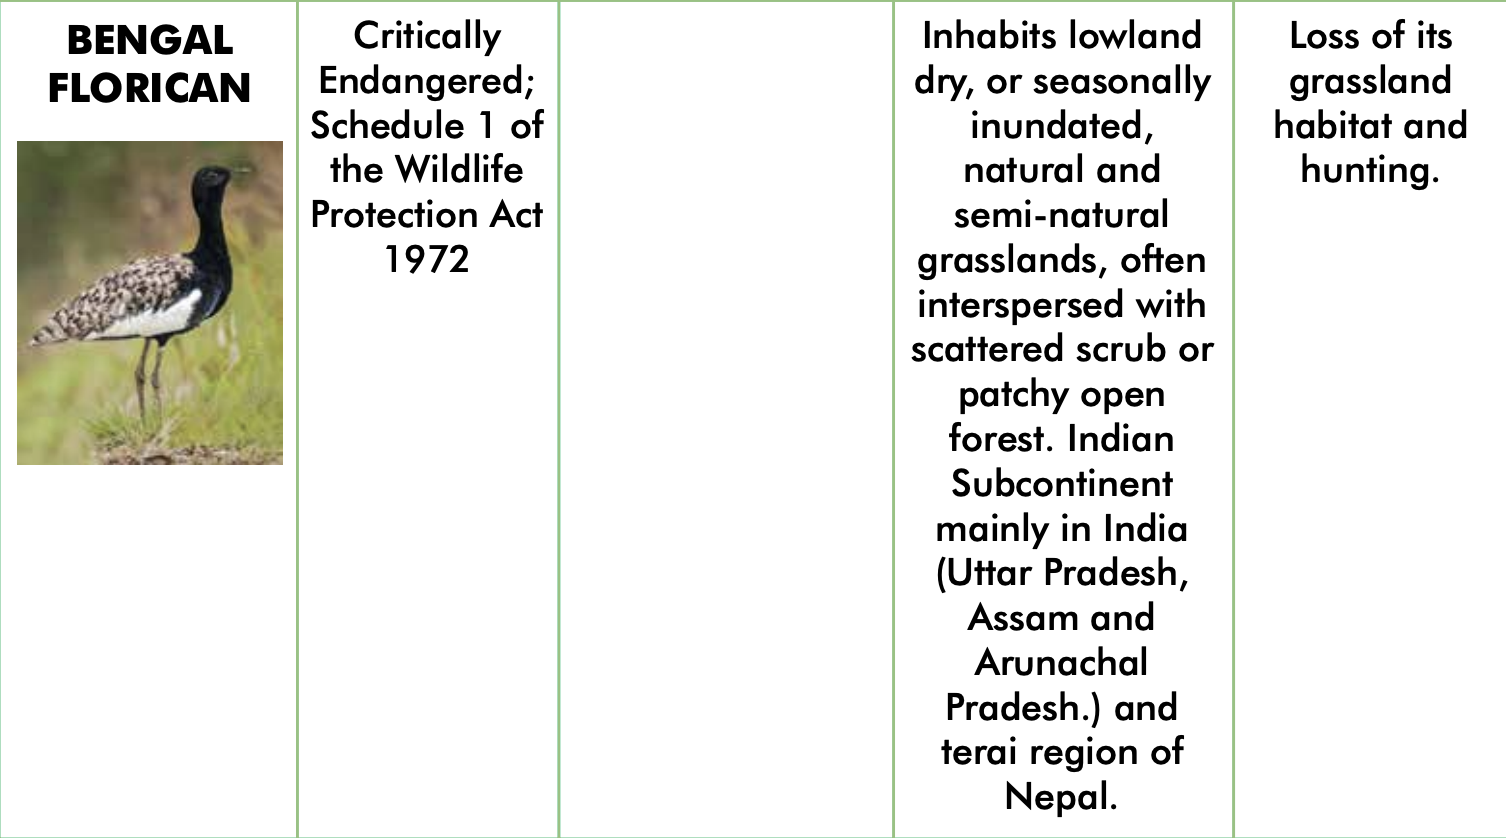 BENGAL
FLORICAN
Critically
Endangered;
Schedule 1 of
the Wildlife
Protection Act
1972
Inhabits lowland
dry, or seasonally
inundated,
natural and
semi-natural
grasslands, often
interspersed with
scattered scrub or
patchy open
forest. Indian
Subcontinent
mainly in India
(Uttar Pradesh,
Assam and
Arunachal
Pradesh.) and
terai region of
Nepal.
Loss of its
grassland
habitat and
hunting.